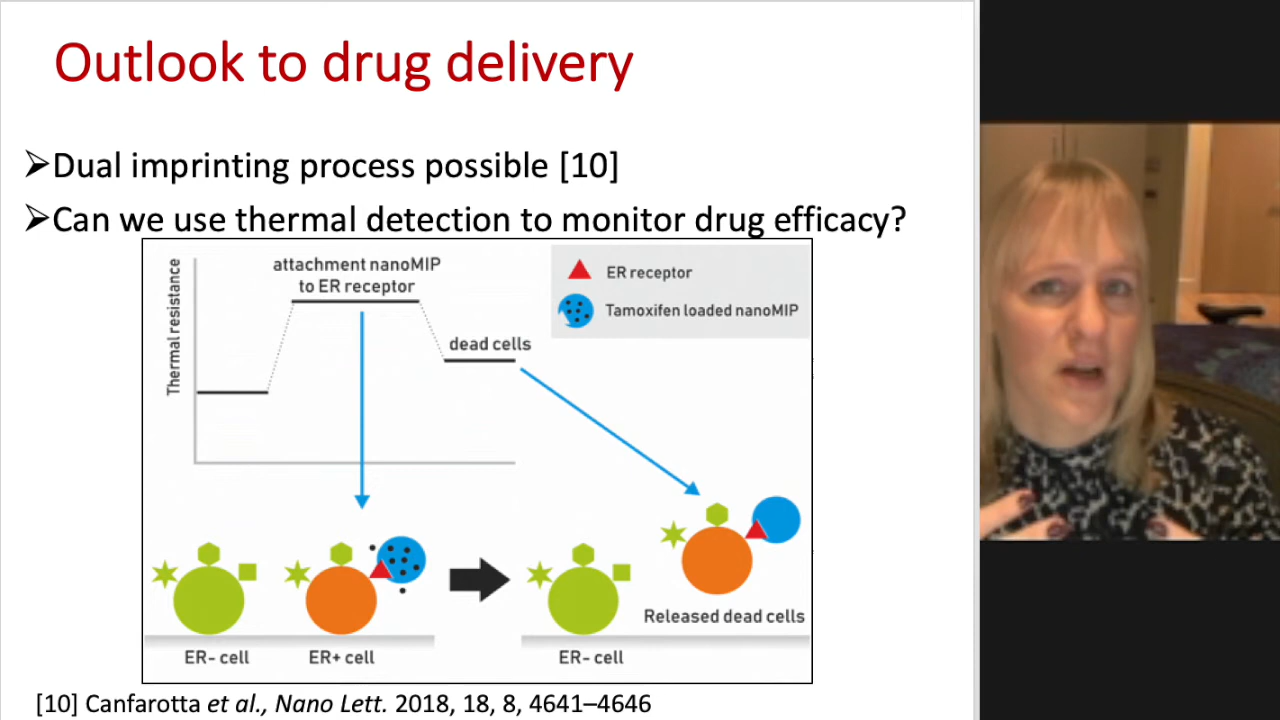 Outlook to drug delivery
➢Dual imprinting process possible [10]
➢Can we use thermal detection to monitor drug efficacy?
Thermal resistance
attachment nanoMIP
to ER receptor
dead cells
ER receptor
Tamoxifen loaded nanoMIP
Released dead cells
ER- cell
ER+ cell
ER- cell
[10] Canfarotta et al., Nano Lett. 2018, 18, 8, 4641–4646